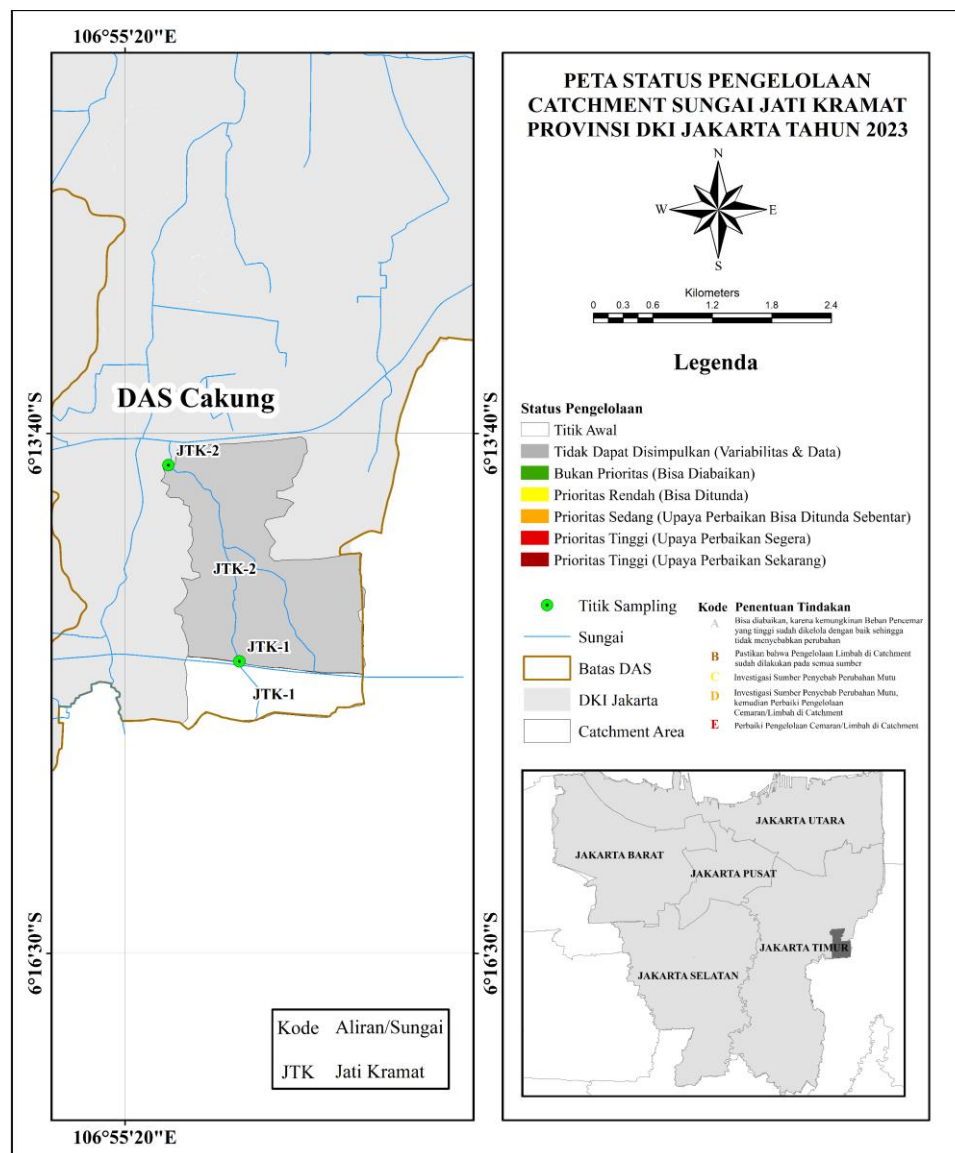 106°55'20"E
DAS Cakung
6°13'40"S
6°13'40"S
JTK-2
JTK-2
JTK-1
JTK-1
6°16'30"S
6°16'30"S
Kode Aliran/Sungai
JTK Jati Kramat
106°55'20"E
PETA STATUS PENGELOLAAN
CATCHMENT SUNGAI JATI KRAMAT
PROVINSI DKI JAKARTA TAHUN 2023
N
W
E
S
Kilometers
0 0.3 0.6 1.2 1.8 2.4
Legenda
Status Pengelolaan
Titik Awal
Tidak Dapat Disimpulkan (Variabilitas & Data)
Bukan Prioritas (Bisa Diabaikan)
Prioritas Rendah (Bisa Ditunda)
Prioritas Sedang (Upaya Perbaikan Bisa Ditunda Sebentar)
Prioritas Tinggi (Upaya Perbaikan Segera)
Prioritas Tinggi (Upaya Perbaikan Sekarang)
Titik Sampling
Sungai
Batas DAS
DKI Jakarta
Catchment Area
Kode Penentuan Tindakan
A Bisa diabaikan, karena kemungkinan Beban Pencemar
yang tinggi sudah dikelola dengan baik sehingga
tidak menyebabkan perubahan
B Pastikan bahwa Pengelolaan Limbah di Catchment
sudah dilakukan pada semua sumber
C Investigasi Sumber Penyebab Perubahan Mutu
D Investigasi Sumber Penyebab Perubahan Mutu,
kemudian Perbaiki Pengelolaan
Cemaran/Limbah di Catchment
E Perbaiki Pengelolaan Cemaran/Limbah di Catchment
JAKARTA UTARA
JAKARTA BARAT
JAKARTA PUSAT
JAKARTA TIMUR
JAKARTA SELATAN